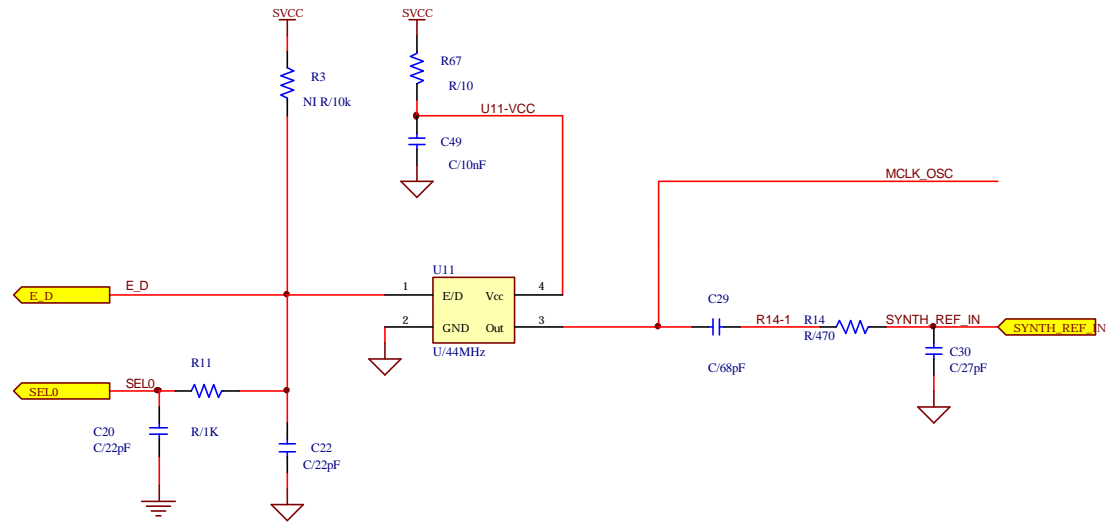 SVCC
SVCC
R3
NI R/10k
R67
R/10
U11-VCC
C49
C/10nF
MCLK_OSC
E_D
E_D
U11
1
E/D
Vcc
4
2
GND
Out
3
U/44MHz
C29
C/68pF
R14-1
R14
R/470
SYNTH_REF_IN
SYNTH_REF_IN
C30
C/27pF
SEL0
SEL0
R11
R/1K
C20
C/22pF
C22
C/22pF